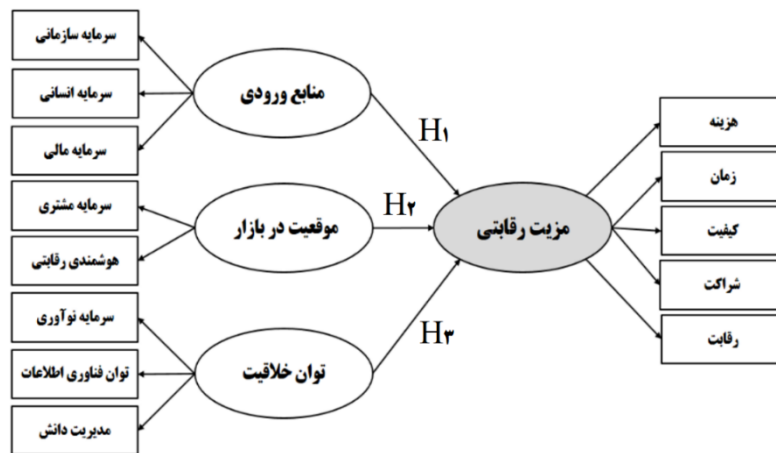 سرمایه سازمانی
سرمایه انسانی
سرمایه مالی
سرمایه مشتری
هوشمندی رقابتی
سرمایه نوآوری
توان فناوری اطلاعات
مدیریت دانش
منابع ورودی
موقعیت در بازار
توان خلاقیت
H۱
H۲
H۳
مزیت رقابتی
هزینه
زمان
کیفیت
شراکت
رقابت